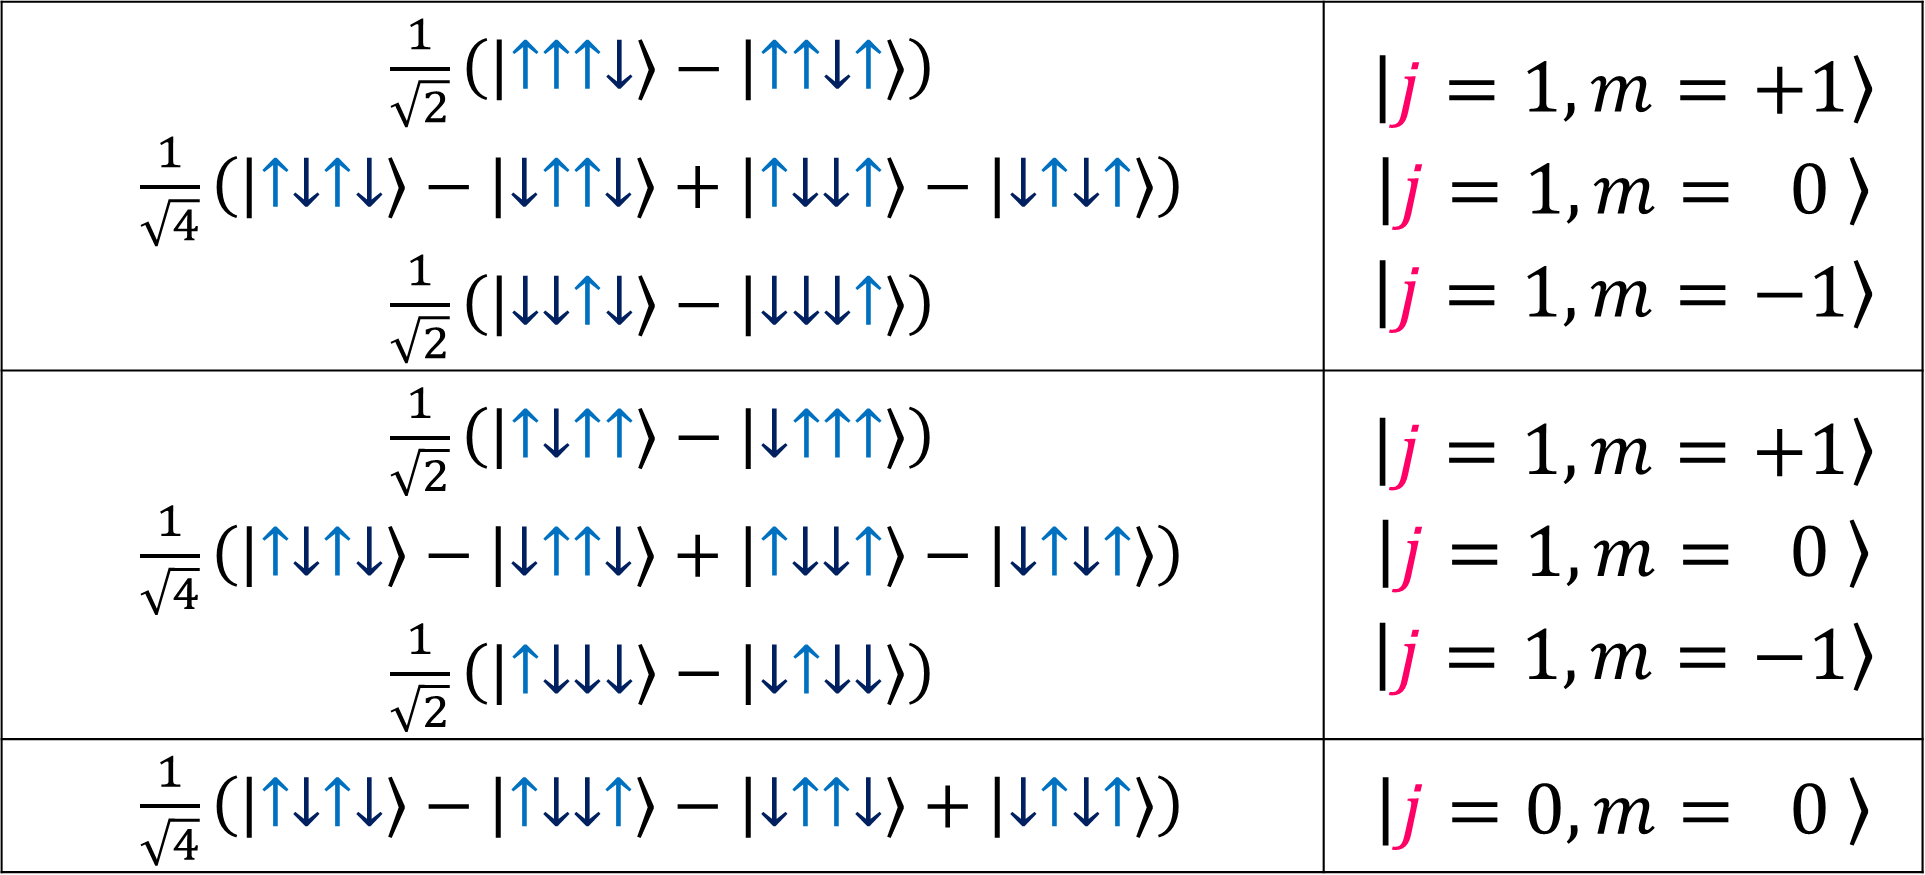 1/√2 (|↑↑↑↓⟩ − |↑↑↓↑⟩) |j = 1, m = +1⟩
1/√4 (|↑↓↑↓⟩ − |↓↑↑↓⟩ + |↑↓↓↑⟩ − |↓↑↓↑⟩) |j = 1, m = 0 ⟩
1/√2 (|↓↓↑↓⟩ − |↓↓↓↑⟩) |j = 1, m = −1⟩
1/√2 (|↑↓↑↑⟩ − |↓↑↑↑⟩) |j = 1, m = +1⟩
1/√4 (|↑↓↑↓⟩ − |↓↑↑↓⟩ + |↑↓↓↑⟩ − |↓↑↓↑⟩) |j = 1, m = 0 ⟩
1/√2 (|↑↓↓↓⟩ − |↓↑↓↓⟩) |j = 1, m = −1⟩
1/√4 (|↑↓↑↓⟩ − |↑↓↓↑⟩ − |↓↑↑↓⟩ + |↓↑↓↑⟩) |j = 0, m = 0 ⟩